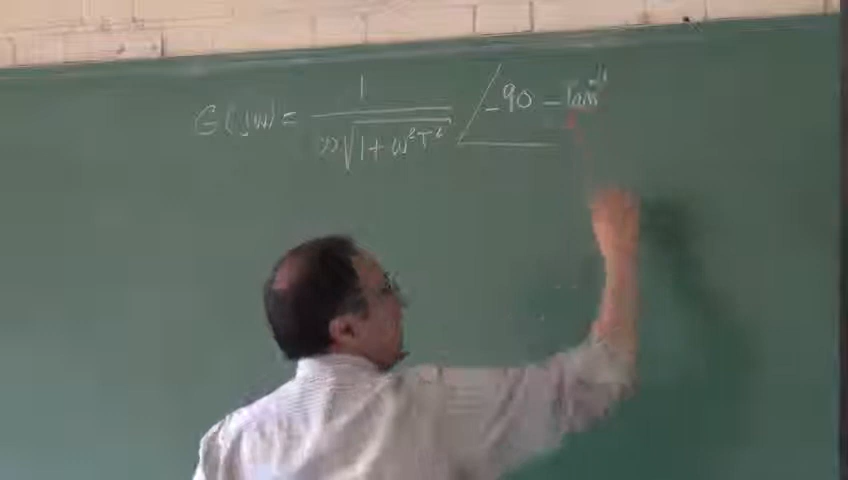 G(jω) = 1 / ω√1+ω²T² ∠-90 - tan⁻¹